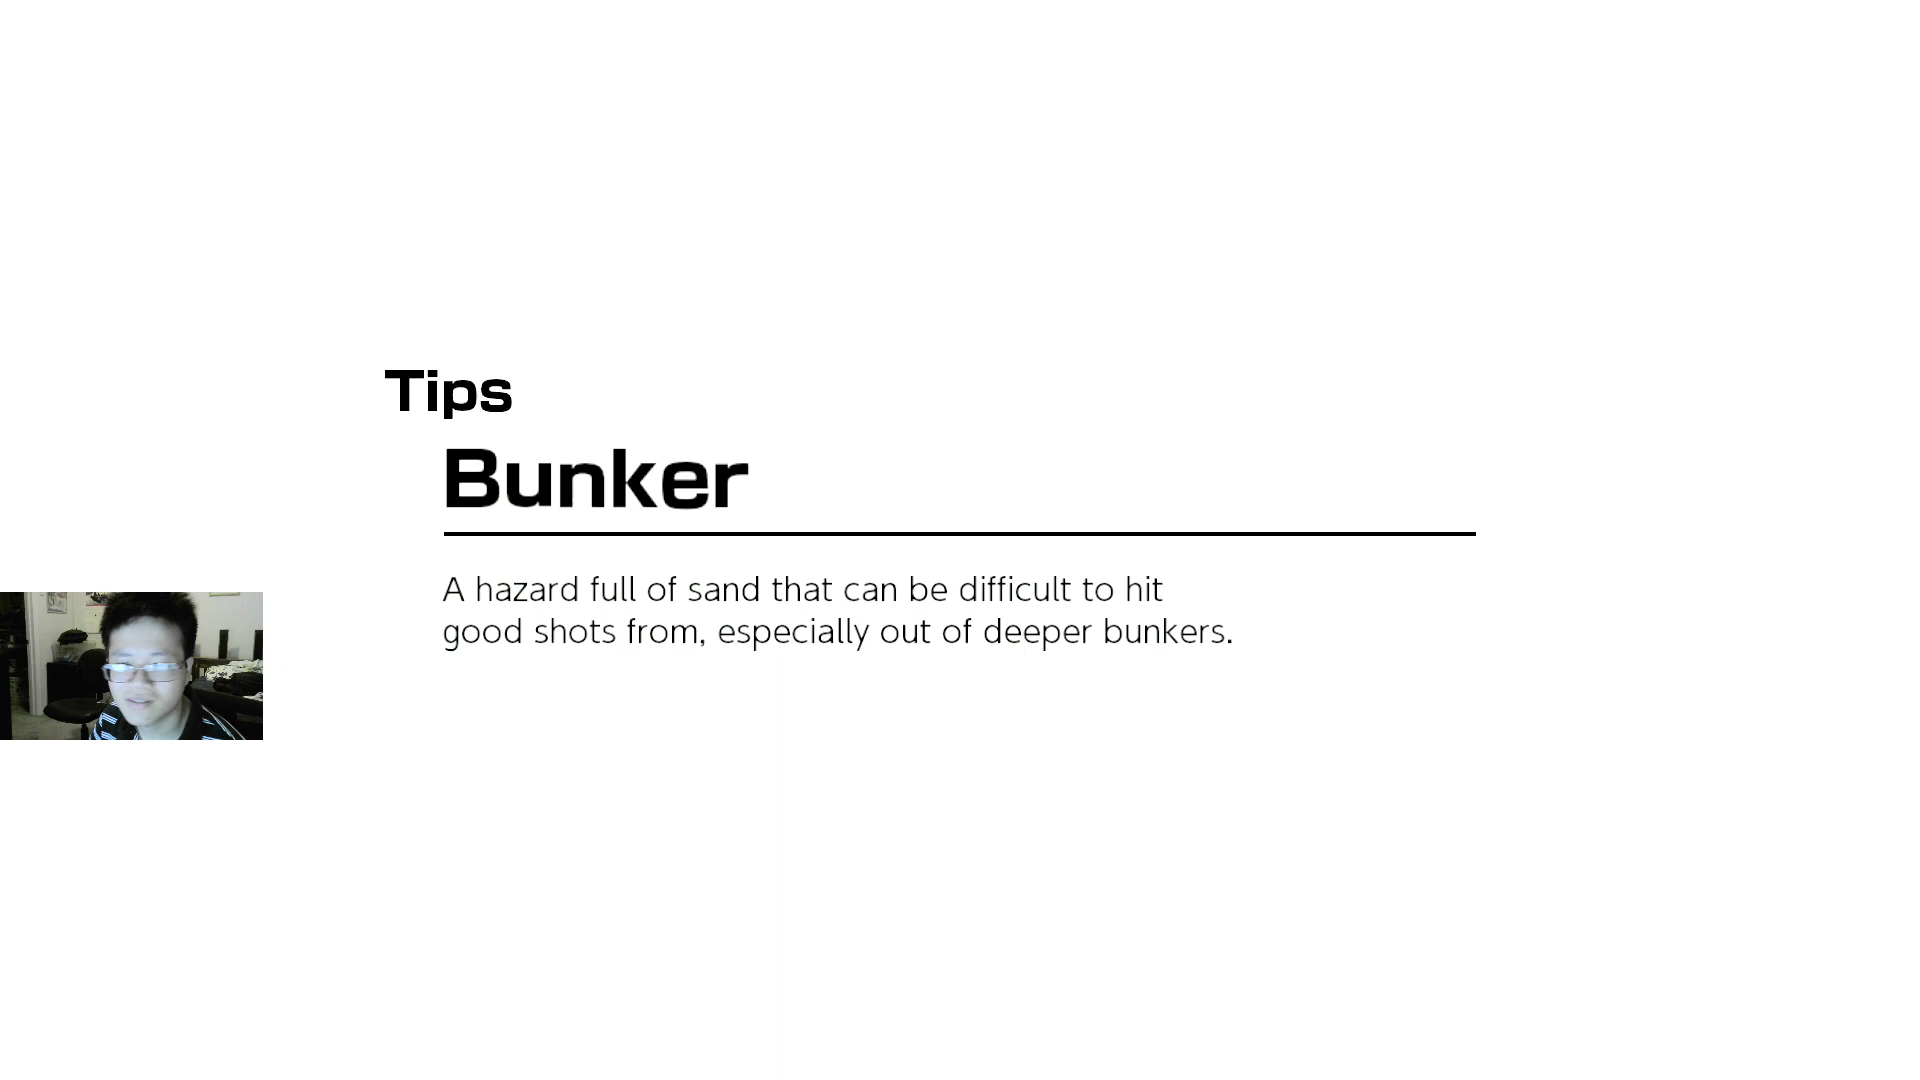 Tips
Bunker
A hazard full of sand that can be difficult to hit
good shots from, especially out of deeper bunkers.